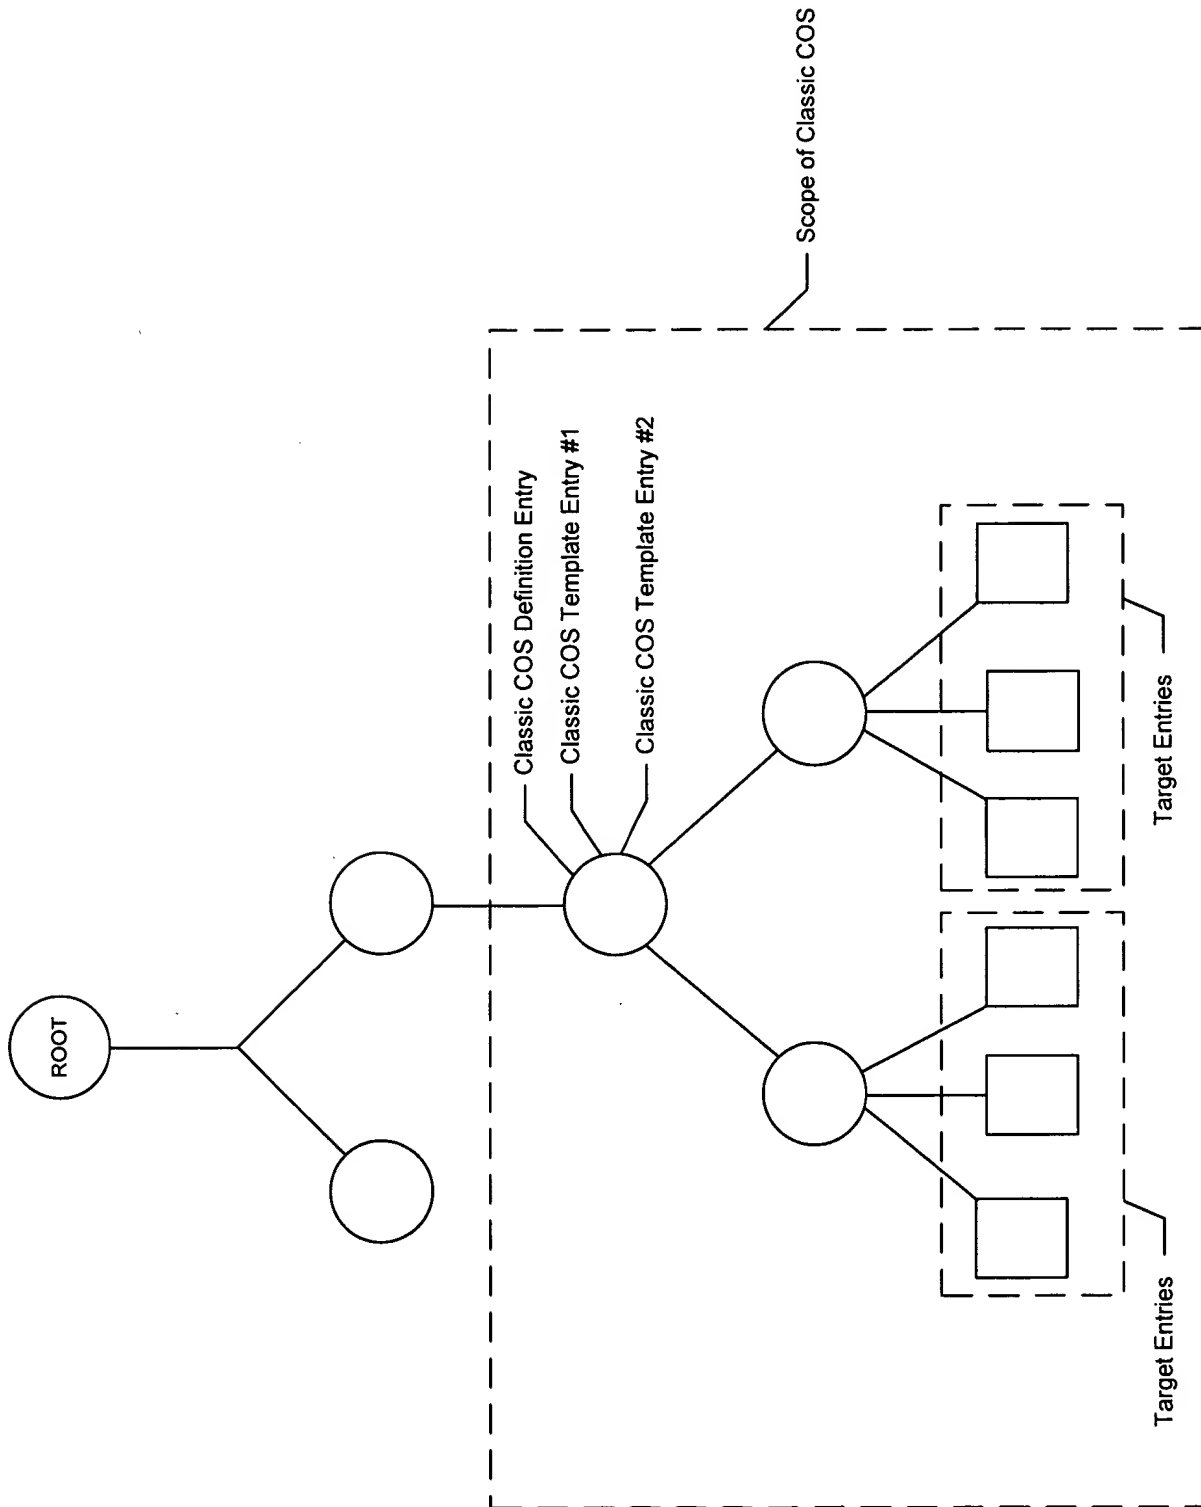 ROOT
Scope of Classic COS
Classic COS Definition Entry
Classic COS Template Entry #1
Classic COS Template Entry #2
Target Entries
Target Entries